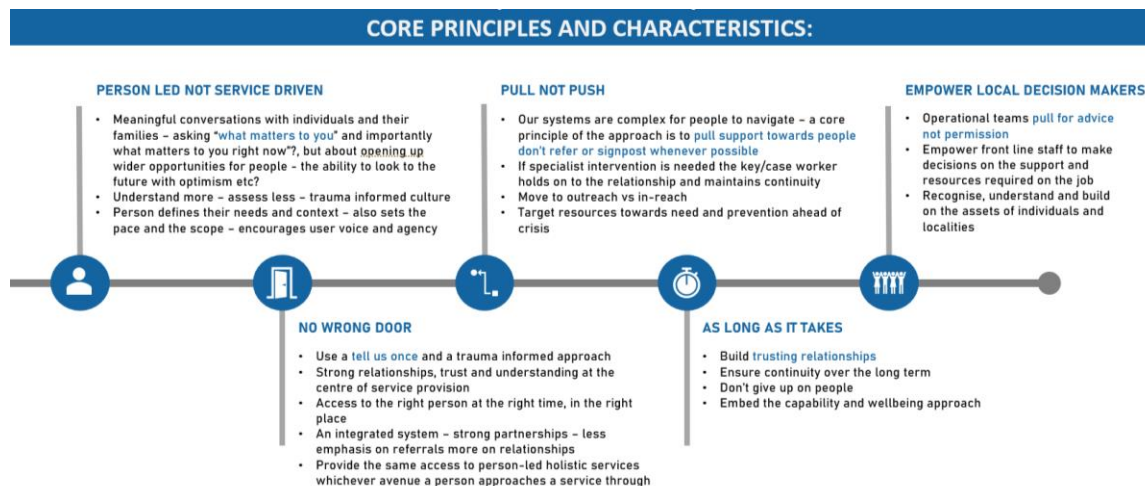 CORE PRINCIPLES AND CHARACTERISTICS:
PERSON LED NOT SERVICE DRIVEN
• Meaningful conversations with individuals and their
families – asking "what matters to you" and importantly
what matters to you right now"?, but about opening up
wider opportunities for people - the ability to look to the
future with optimism etc?
• Understand more – assess less – trauma informed culture
• Person defines their needs and context – also sets the
pace and the scope – encourages user voice and agency
NO WRONG DOOR
• Use a tell us once and a trauma informed approach
• Strong relationships, trust and understanding at the
centre of service provision
• Access to the right person at the right time, in the right
place
• An integrated system – strong partnerships – less
emphasis on referrals more on relationships
• Provide the same access to person-led holistic services
whichever avenue a person approaches a service through
PULL NOT PUSH
• Our systems are complex for people to navigate – a core
principle of the approach is to pull support towards people
don't refer or signpost whenever possible
• If specialist intervention is needed the key/case worker
holds on to the relationship and maintains continuity
• Move to outreach vs in-reach
• Target resources towards need and prevention ahead of
crisis
AS LONG AS IT TAKES
• Build trusting relationships
• Ensure continuity over the long term
• Don't give up on people
• Embed the capability and wellbeing approach
EMPOWER LOCAL DECISION MAKERS
• Operational teams pull for advice
not permission
• Empower front line staff to make
decisions on the support and
resources required on the job
• Recognise, understand and build
on the assets of individuals and
localities